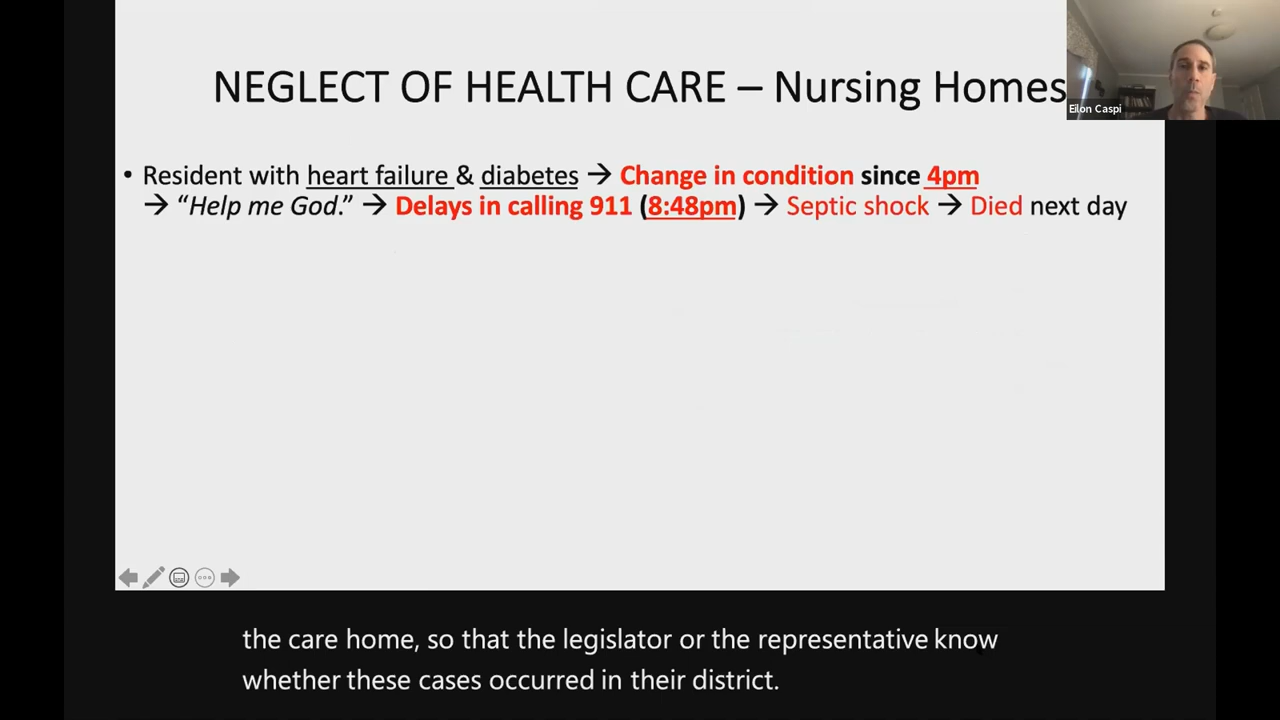 NEGLECT OF HEALTH CARE – Nursing Homes
Eilon Caspi
• Resident with heart failure & diabetes → Change in condition since 4pm
→ “Help me God.” → Delays in calling 911 (8:48pm) → Septic shock → Died next day
the care home, so that the legislator or the representative know
whether these cases occurred in their district.